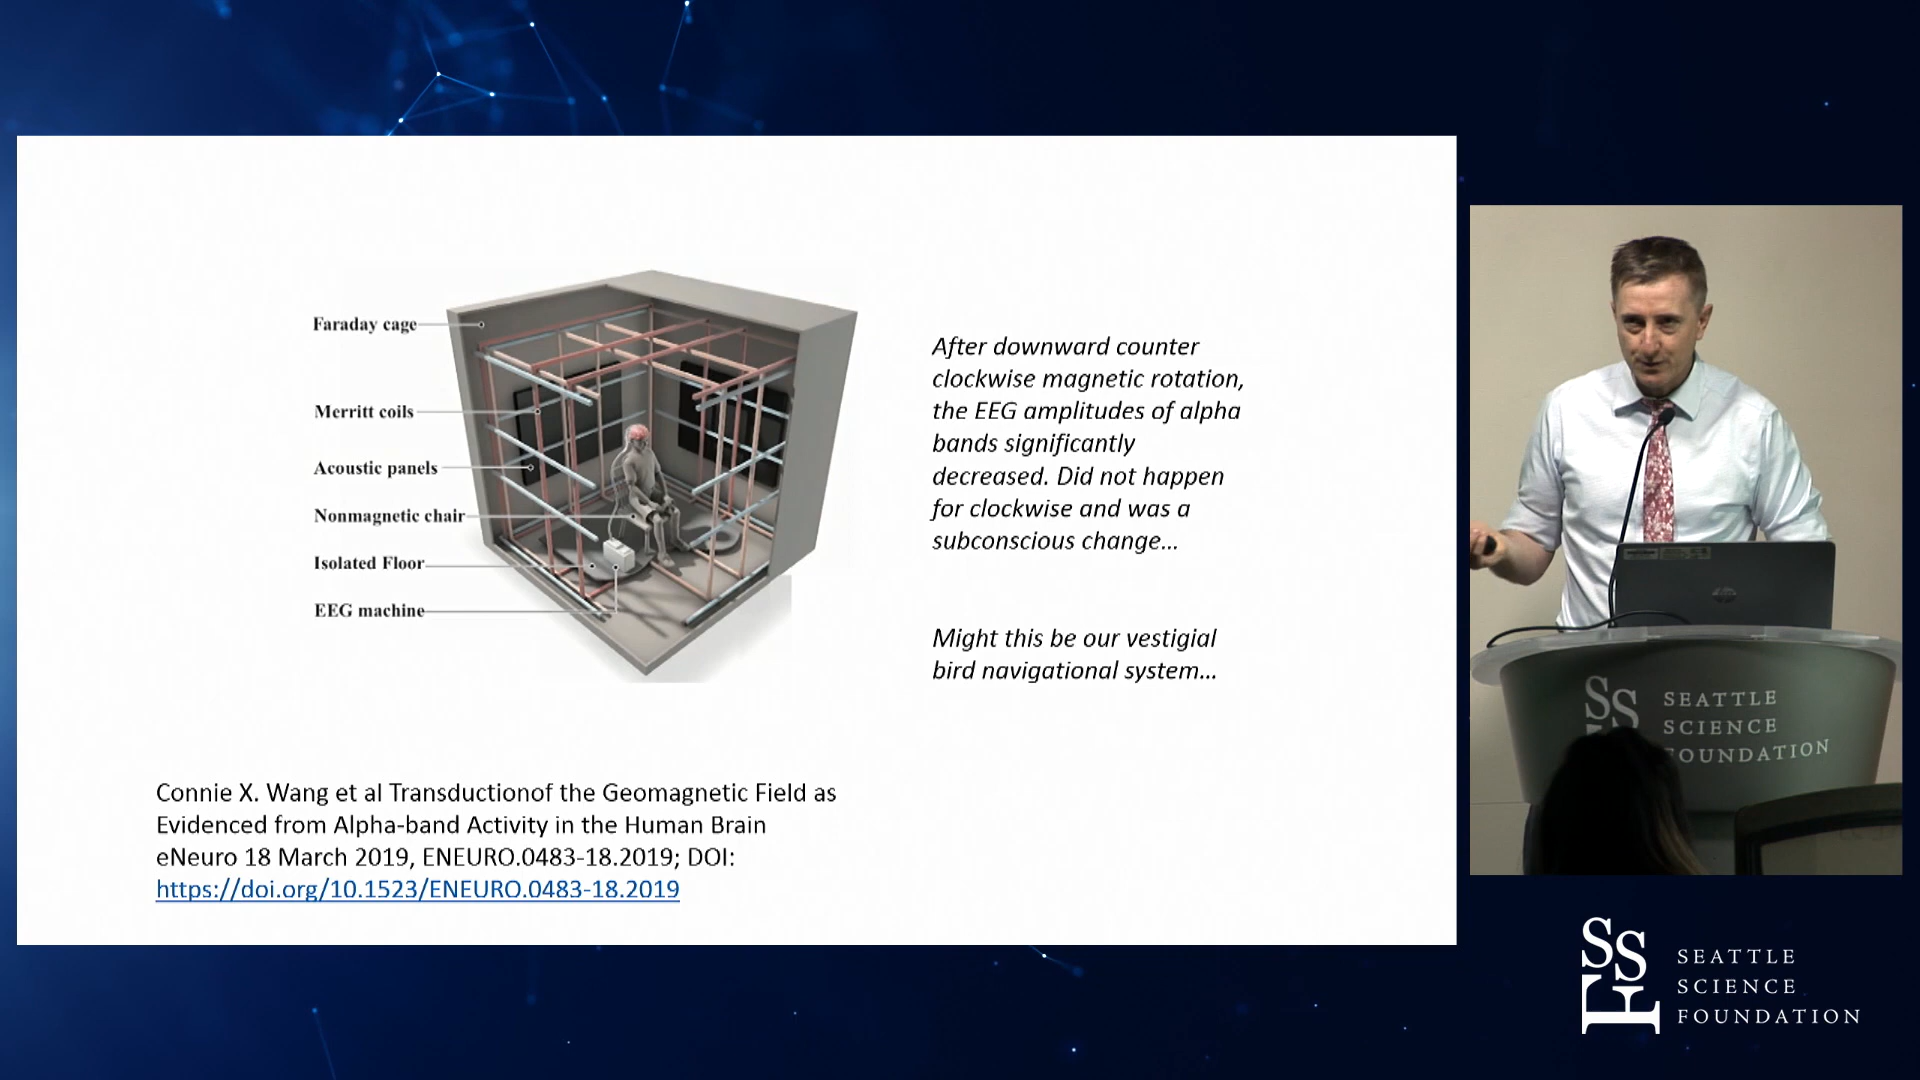 Faraday cage
Merritt coils
Acoustic panels
Nonmagnetic chair
Isolated Floor
EEG machine
After downward counter
clockwise magnetic rotation,
the EEG amplitudes of alpha
bands significantly
decreased. Did not happen
for clockwise and was a
subconscious change...
Might this be our vestigial
bird navigational system...
Connie X. Wang et al Transductionof the Geomagnetic Field as
Evidenced from Alpha-band Activity in the Human Brain
eNeuro 18 March 2019, ENEURO.0483-18.2019; DOI:
https://doi.org/10.1523/ENEURO.0483-18.2019
SSF
SEATTLE
SCIENCE
FOUNDATION
SSF
SEATTLE
SCIENCE
FOUNDATION